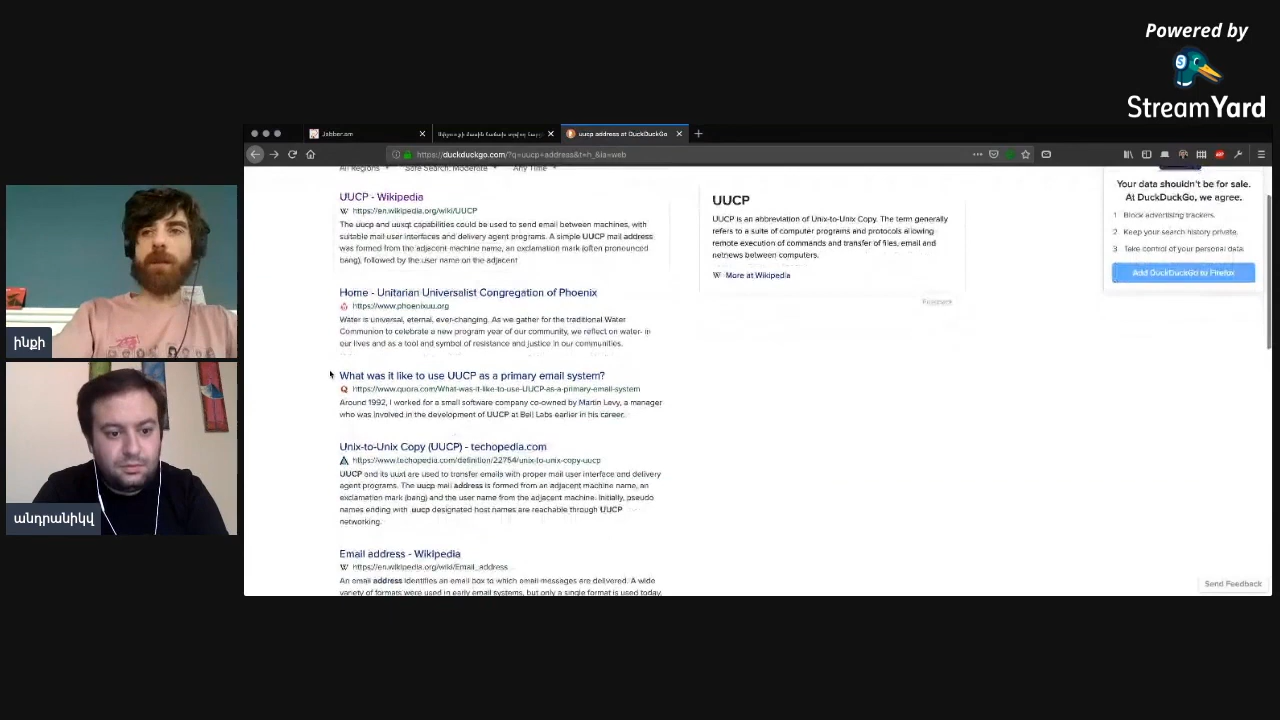 Powered by
StreamYard
Jabber.am
uucp address at DuckDuckGo
https://duckduckgo.com/?q=uucp+address&t=h_&ia=web
All Regions Safe Search: Moderate Any Time
UUCP - Wikipedia
https://en.wikipedia.org/wiki/UUCP
The uucp and uuxqt capabilities could be used to send email between machines, with
suitable mail user interfaces and delivery agent programs. A simple UUCP mail address
was formed from the adjacent machine name, an exclamation mark (often pronounced
bang), followed by the user name on the adjacent
Home - Unitarian Universalist Congregation of Phoenix
https://www.phoenixuu.org
Water is universal, eternal, ever-changing. As we gather for the traditional Water
Communion to celebrate a new program year of our community, we reflect on water- in
our lives and as a tool and symbol of resistance and justice in our communities.
What was it like to use UUCP as a primary email system?
https://www.quora.com/What-was-it-like-to-use-UUCP-as-a-primary-email-system
Around 1992, I worked for a small software company co-owned by Martin Levy, a manager
who was involved in the development of UUCP at Bell Labs earlier in his career.
Unix-to-Unix Copy (UUCP) - techopedia.com
https://www.techopedia.com/definition/22754/unix-to-unix-copy-uucp
UUCP and its uuxt are used to transfer emails with proper mail user interface and delivery
agent programs. The uucp mail address is formed from an adjacent machine name, an
exclamation mark (bang) and the user name from the adjacent machine. Initially, pseudo
names ending with .uucp designated host names are reachable through UUCP
networking.
Email address - Wikipedia
https://en.wikipedia.org/wiki/Email_address
An email address identifies an email box to which email messages are delivered. A wide
variety of formats were used in early email systems, but only a single format is used today,
UUCP
UUCP is an abbreviation of Unix-to-Unix Copy. The term generally
refers to a suite of computer programs and protocols allowing
remote execution of commands and transfer of files, email and
netnews between computers.
More at Wikipedia
Feedback
Your data shouldn't be for sale.
At DuckDuckGo, we agree.
1 Block advertising trackers.
2 Keep your search history private.
3 Take control of your personal data.
Add DuckDuckGo to Firefox
Send Feedback
ինքի
անդրանիկվ